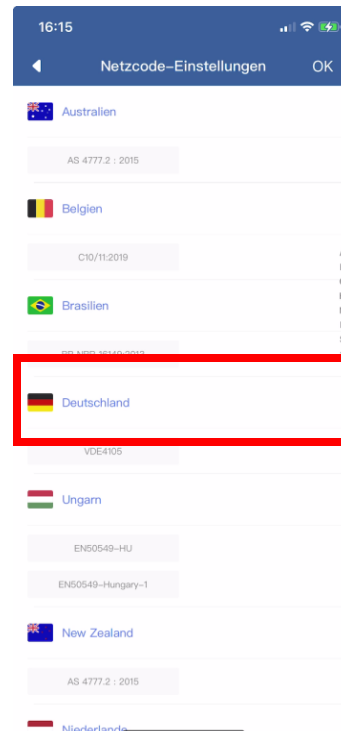 16:15
Netzcode-Einstellungen OK
Australien
AS 4777.2 : 2015
Belgien
C10/11:2019
Brasilien
Deutschland
VDE4105
Ungarn
EN50549-HU
EN50549-Hungary-1
New Zealand
AS 4777.2 : 2015
Niederlande